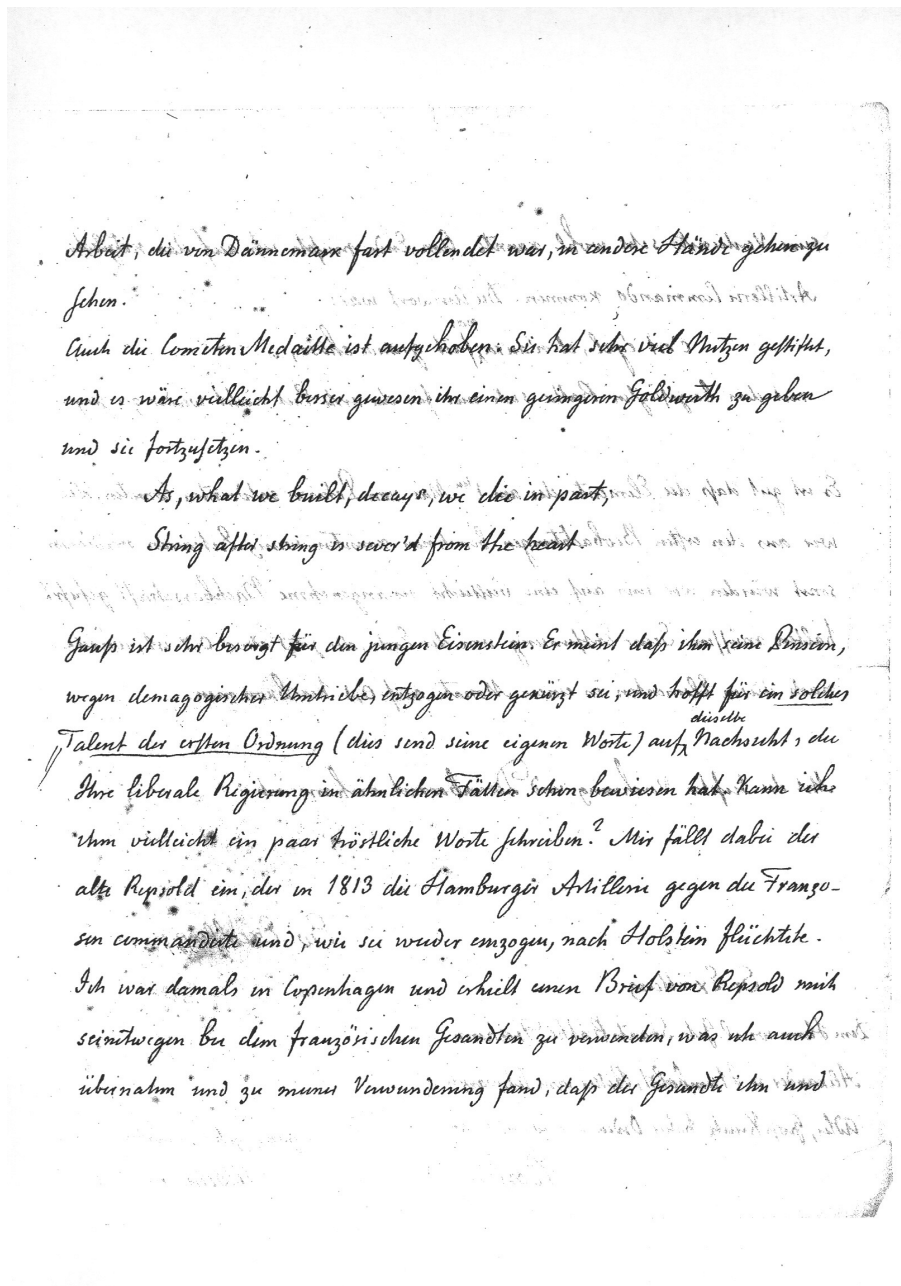 Arbeit, die von Dännemark fast vollendet war, in andere Hände gehen zu
sehen.
Auch die Cometen Medaille ist aufgehoben. Sie hat sehr viel Nutzen gestiftet,
und es wäre vielleicht besser gewesen ihr einen geringeren Goldwerth zu geben
und sie fortzusetzen.
As, what we built, decays, we die in part,
String after string is sever'd from the heart
Gauß ist sehr besorgt für den jungen Eisenstein. Er meint daß ihm seine Pension,
wegen demagogischer Umtriebe, entzogen oder gekürzt sei, und hofft für ein solches
Talent der ersten Ordnung (dies sind seine eigenen Worte) auf dieselbe Nachsicht, die
Ihre liberale Regierung in ähnlichen Fällen schon bewiesen hat. Kann ich
ihm vielleicht ein paar tröstliche Worte schreiben? Mir fällt dabei der
alte Repsold ein, der in 1813 die Hamburger Artillerie gegen die Franzo-
sen commandirte und, wie sie wieder einzogen, nach Holstein flüchtete.
Ich war damals in Copenhagen und erhielt einen Brief von Repsold mich
seinetwegen bei dem französischen Gesandten zu verwenden, was ich auch
übernahm und zu meiner Verwunderung fand, daß der Gesandte ihn und